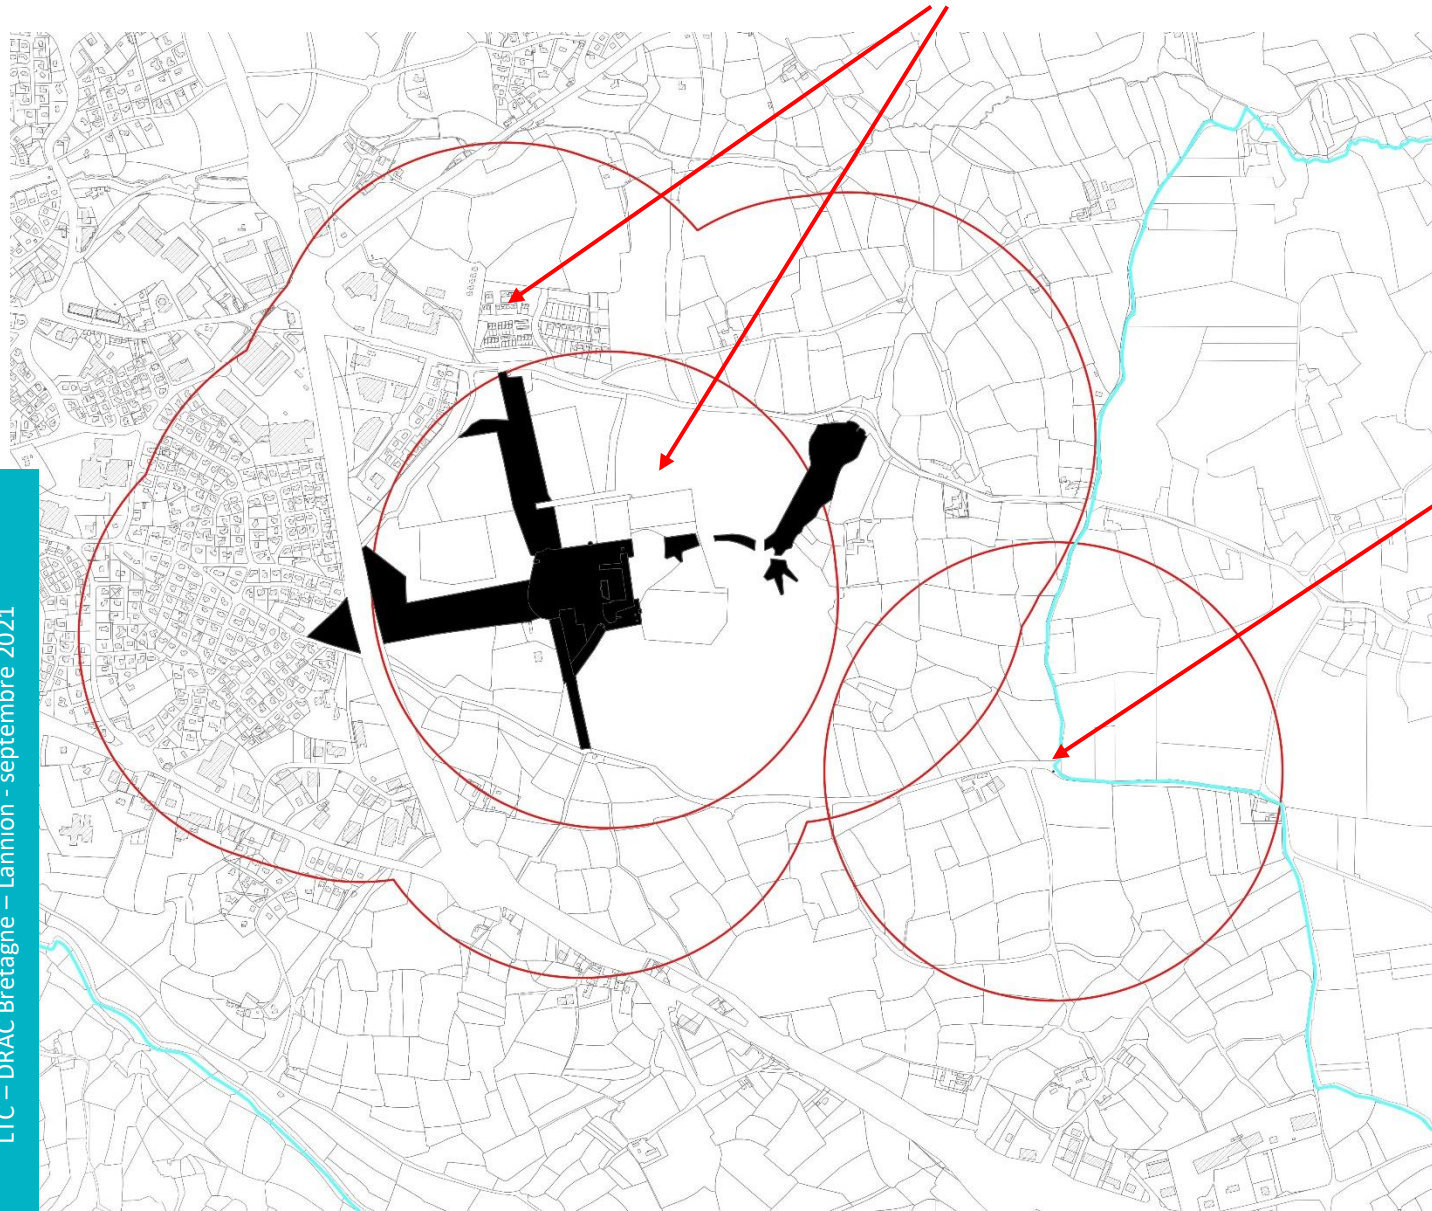 LTC – DRAC Bretagne – Lannion - septembre 2021